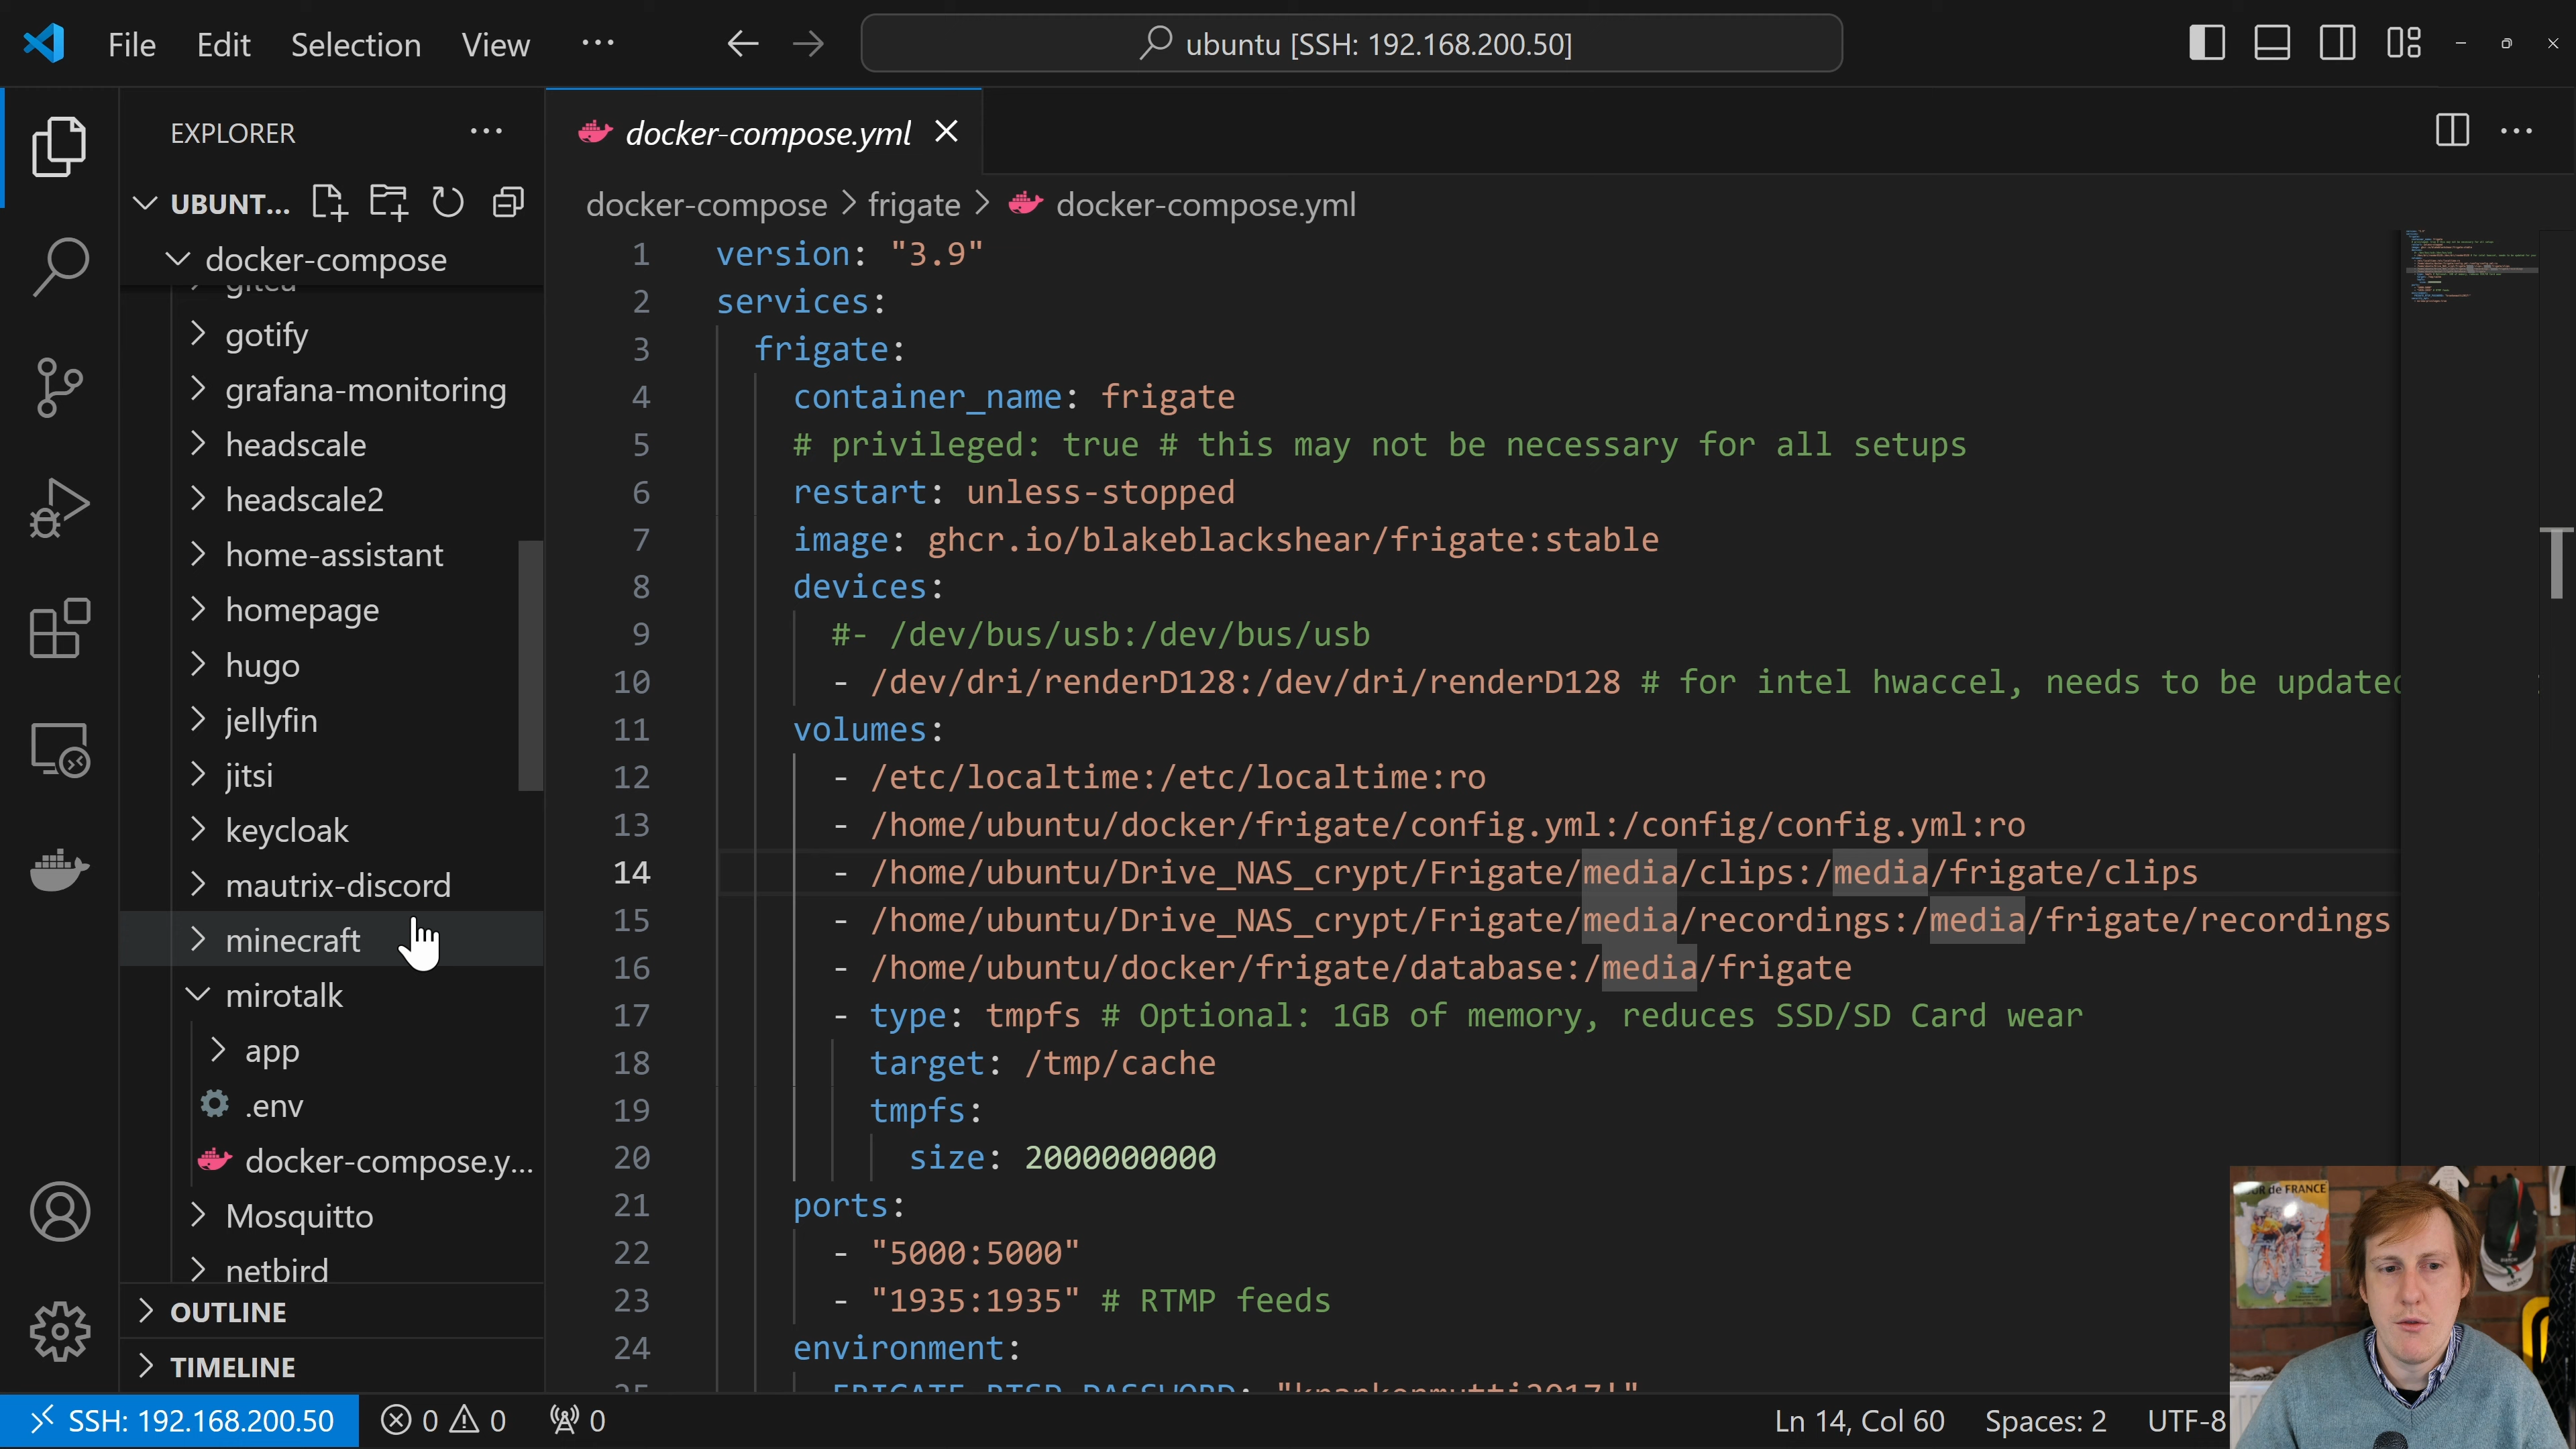 File Edit Selection View ···
ubuntu [SSH: 192.168.200.50]
EXPLORER
UBUNT...
docker-compose
gitea
gotify
grafana-monitoring
headscale
headscale2
home-assistant
homepage
hugo
jellyfin
jitsi
keycloak
mautrix-discord
minecraft
mirotalk
app
.env
docker-compose.y...
Mosquitto
netbird
OUTLINE
TIMELINE
docker-compose.yml
docker-compose > frigate > docker-compose.yml
1 version: "3.9"
2 services:
3 frigate:
4 container_name: frigate
5 # privileged: true # this may not be necessary for all setups
6 restart: unless-stopped
7 image: ghcr.io/blakeblackshear/frigate:stable
8 devices:
9 #- /dev/bus/usb:/dev/bus/usb
10 - /dev/dri/renderD128:/dev/dri/renderD128 # for intel hwaccel, needs to be updated
11 volumes:
12 - /etc/localtime:/etc/localtime:ro
13 - /home/ubuntu/docker/frigate/config.yml:/config/config.yml:ro
14 - /home/ubuntu/Drive_NAS_crypt/Frigate/media/clips:/media/frigate/clips
15 - /home/ubuntu/Drive_NAS_crypt/Frigate/media/recordings:/media/frigate/recordings
16 - /home/ubuntu/docker/frigate/database:/media/frigate
17 - type: tmpfs # Optional: 1GB of memory, reduces SSD/SD Card wear
18 target: /tmp/cache
19 tmpfs:
20 size: 2000000000
21 ports:
22 - "5000:5000"
23 - "1935:1935" # RTMP feeds
24 environment:
25 FRIGATE_RTSP_PASSWORD:
SSH: 192.168.200.50 0 0 0
Ln 14, Col 60 Spaces: 2 UTF-8
de FRANCE